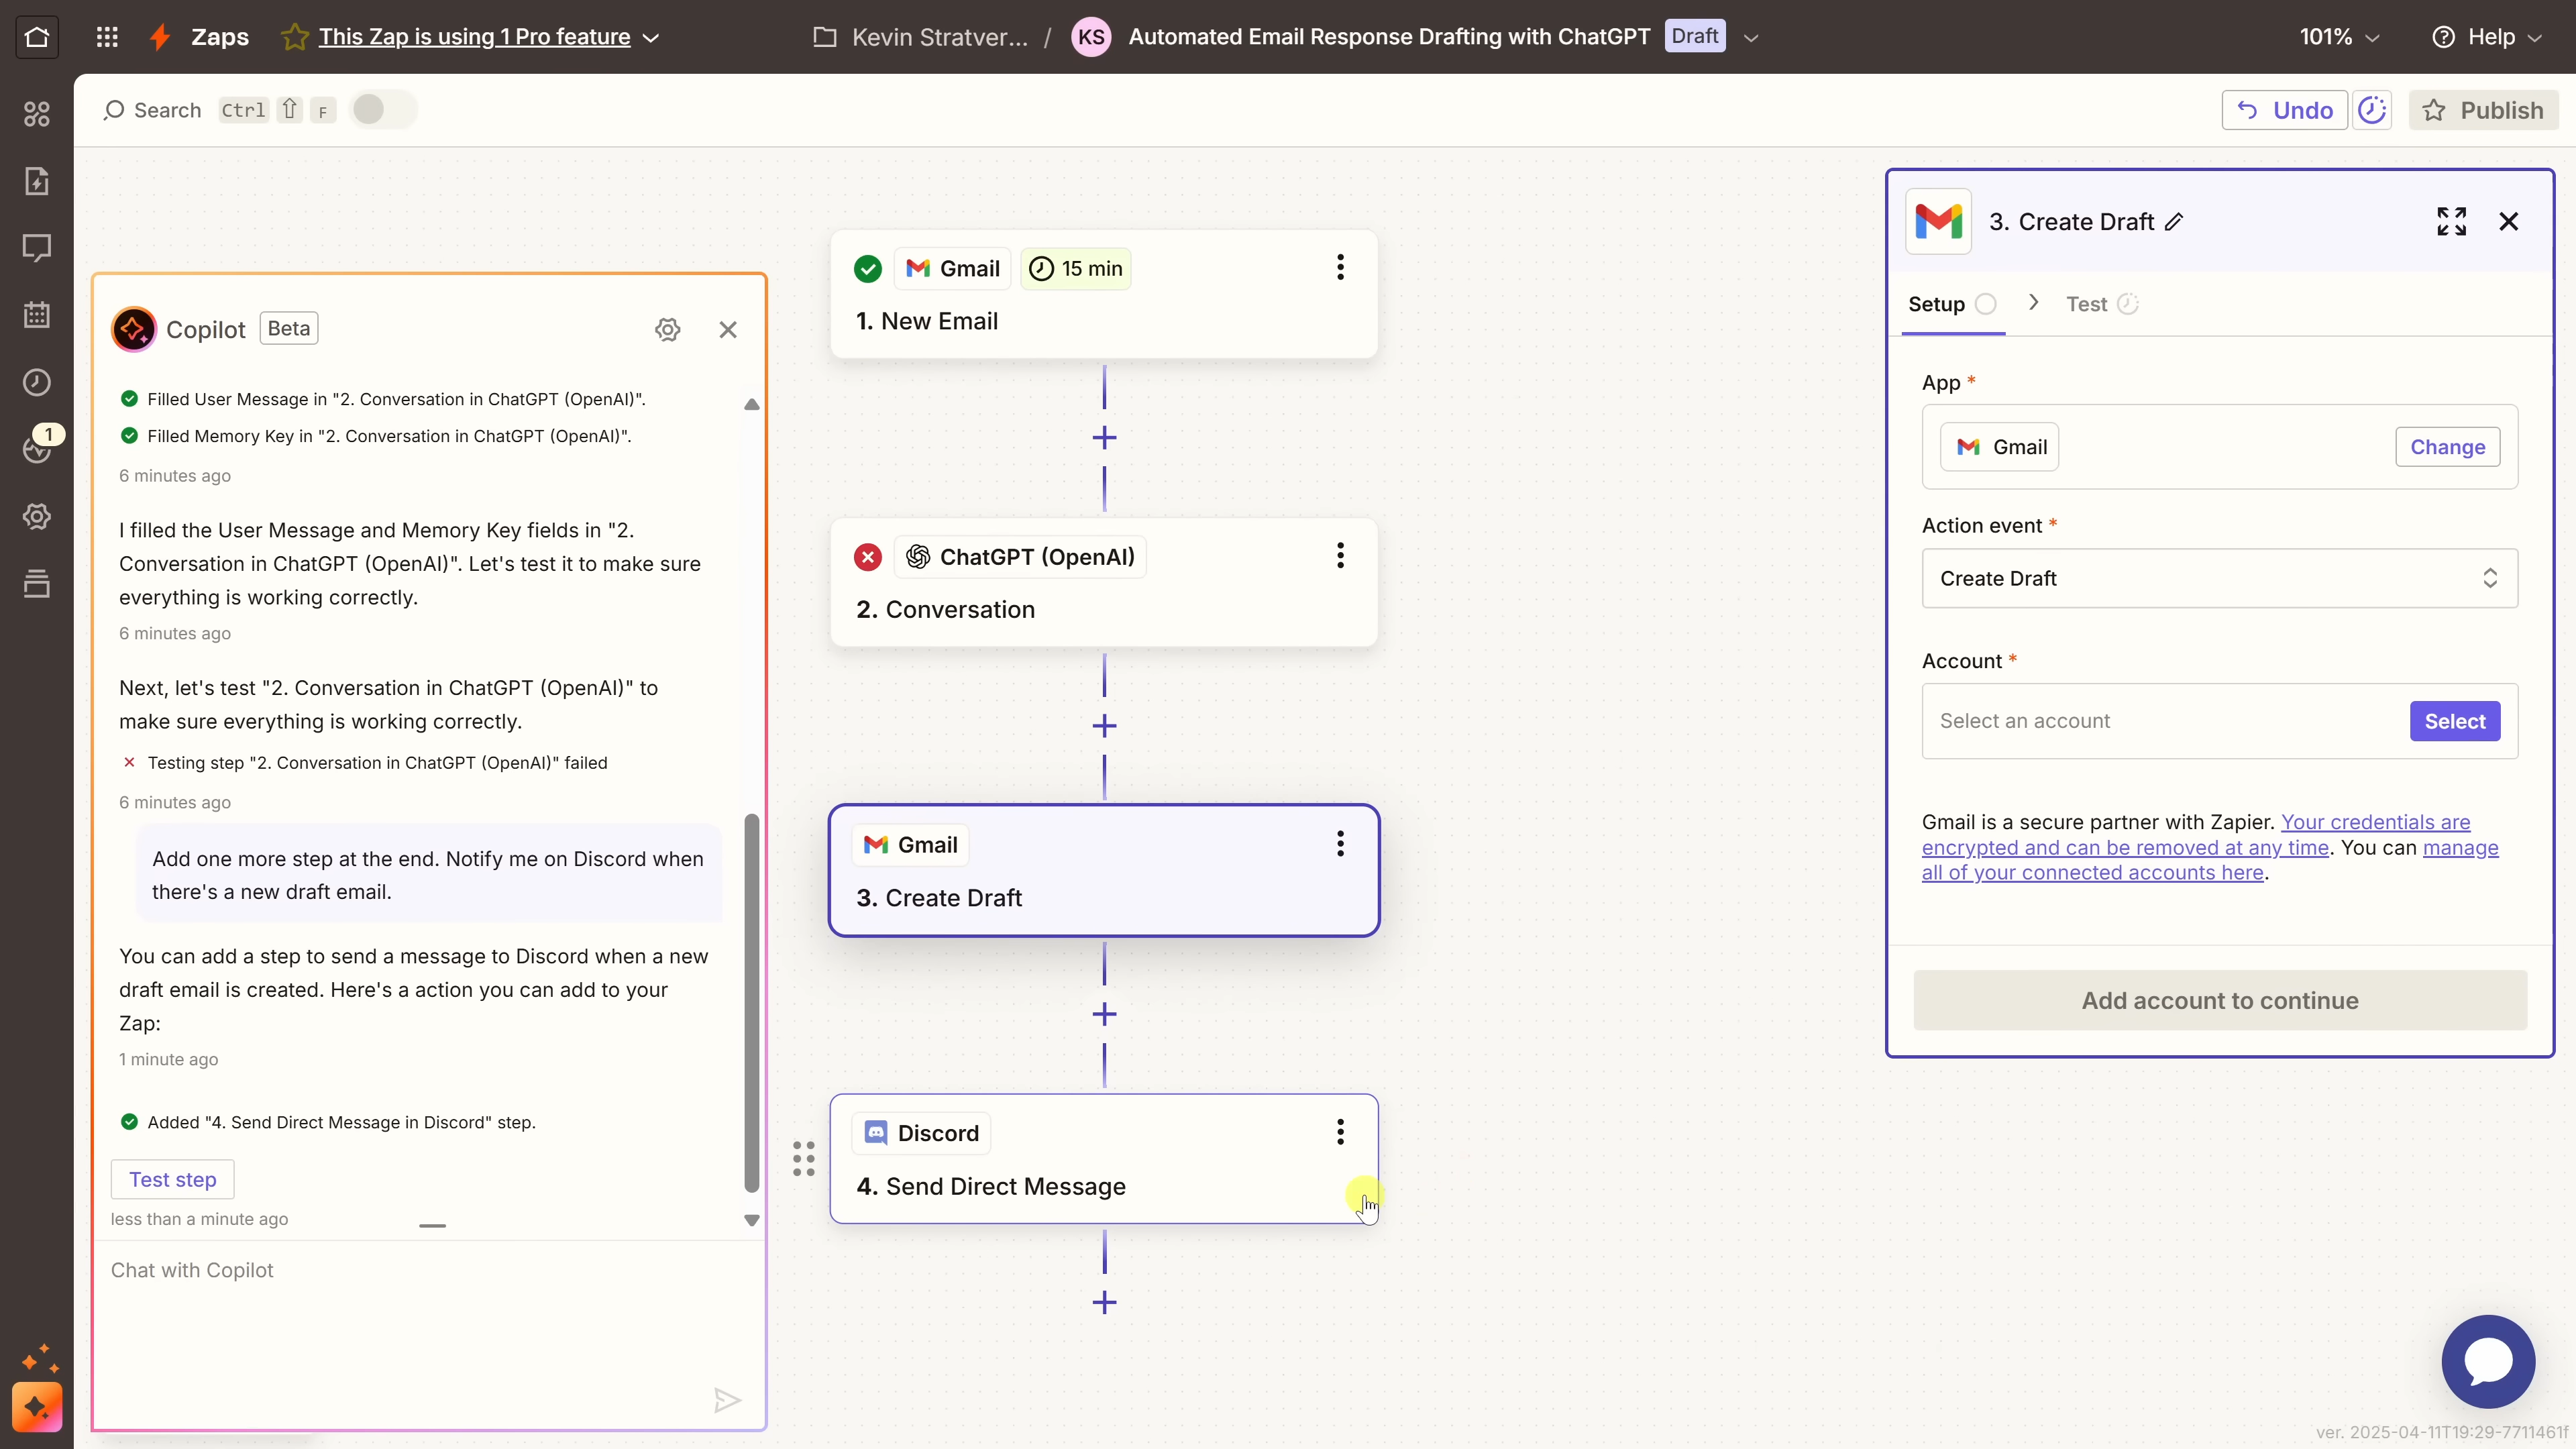 Zaps
This Zap is using 1 Pro feature
Kevin Stratver... / KS Automated Email Response Drafting with ChatGPT Draft
101%
Help
Search Ctrl ⇧ F
Undo
Publish
1
Copilot Beta
Filled User Message in "2. Conversation in ChatGPT (OpenAI)".
Filled Memory Key in "2. Conversation in ChatGPT (OpenAI)".
6 minutes ago
I filled the User Message and Memory Key fields in "2.
Conversation in ChatGPT (OpenAI)". Let's test it to make sure
everything is working correctly.
6 minutes ago
Next, let's test "2. Conversation in ChatGPT (OpenAI)" to
make sure everything is working correctly.
Testing step "2. Conversation in ChatGPT (OpenAI)" failed
6 minutes ago
Add one more step at the end. Notify me on Discord when
there's a new draft email.
You can add a step to send a message to Discord when a new
draft email is created. Here's a action you can add to your
Zap:
1 minute ago
Added "4. Send Direct Message in Discord" step.
Test step
less than a minute ago
Chat with Copilot
Gmail 15 min
1. New Email
ChatGPT (OpenAI)
2. Conversation
Gmail
3. Create Draft
Discord
4. Send Direct Message
3. Create Draft
Setup
Test
App *
Gmail
Change
Action event *
Create Draft
Account *
Select an account
Select
Gmail is a secure partner with Zapier. Your credentials are
encrypted and can be removed at any time. You can manage
all of your connected accounts here.
Add account to continue
ver. 2025-04-11T19:29-7711461f